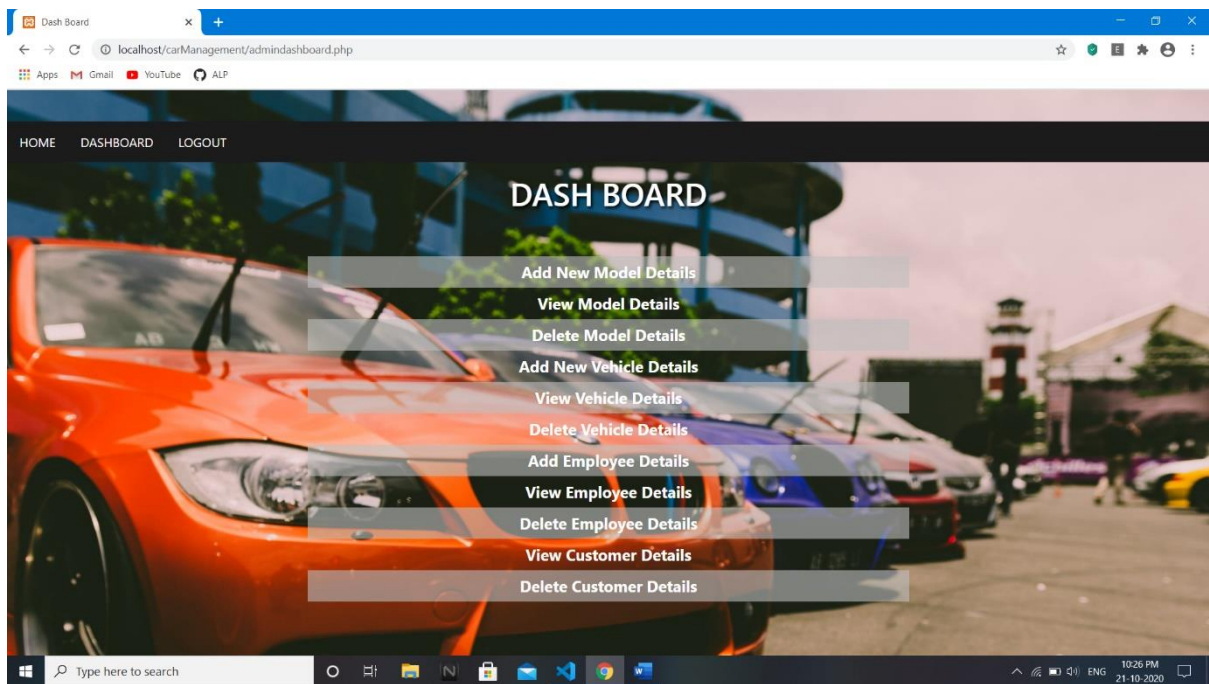 Dash Board
localhost/carManagement/admindashboard.php
E
Apps Gmail YouTube ALP
HOME DASHBOARD LOGOUT
DASH BOARD
Add New Model Details
View Model Details
Delete Model Details
Add New Vehicle Details
View Vehicle Details
Delete Vehicle Details
Add Employee Details
View Employee Details
Delete Employee Details
View Customer Details
Delete Customer Details
Type here to search
ENG
10:26 PM
21-10-2020